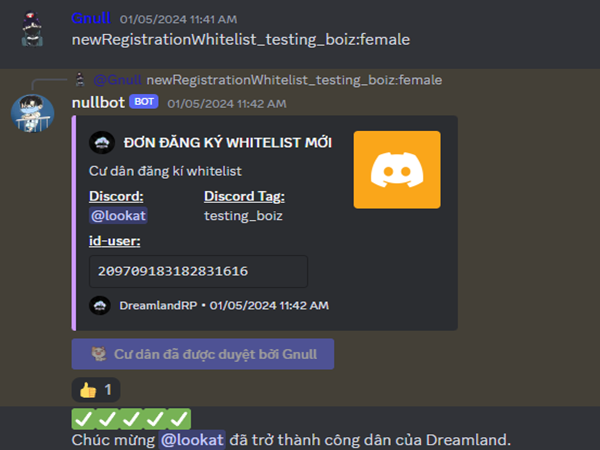 Gnull 01/05/2024 11:41 AM
newRegistrationWhitelist_testing_boiz:female
@Gnull newRegistrationWhitelist_testing_boiz:female
nullbot BOT 01/05/2024 11:42 AM
ĐƠN ĐĂNG KÝ WHITELIST MỚI
Cư dân đăng kí whitelist
Discord: Discord Tag:
@lookat testing_boiz
id-user:
209709183182831616
DreamlandRP • 01/05/2024 11:42 AM
Cư dân đã được duyệt bởi Gnull
👍 1
✅✅✅✅✅
Chúc mừng @lookat đã trở thành công dân của Dreamland.